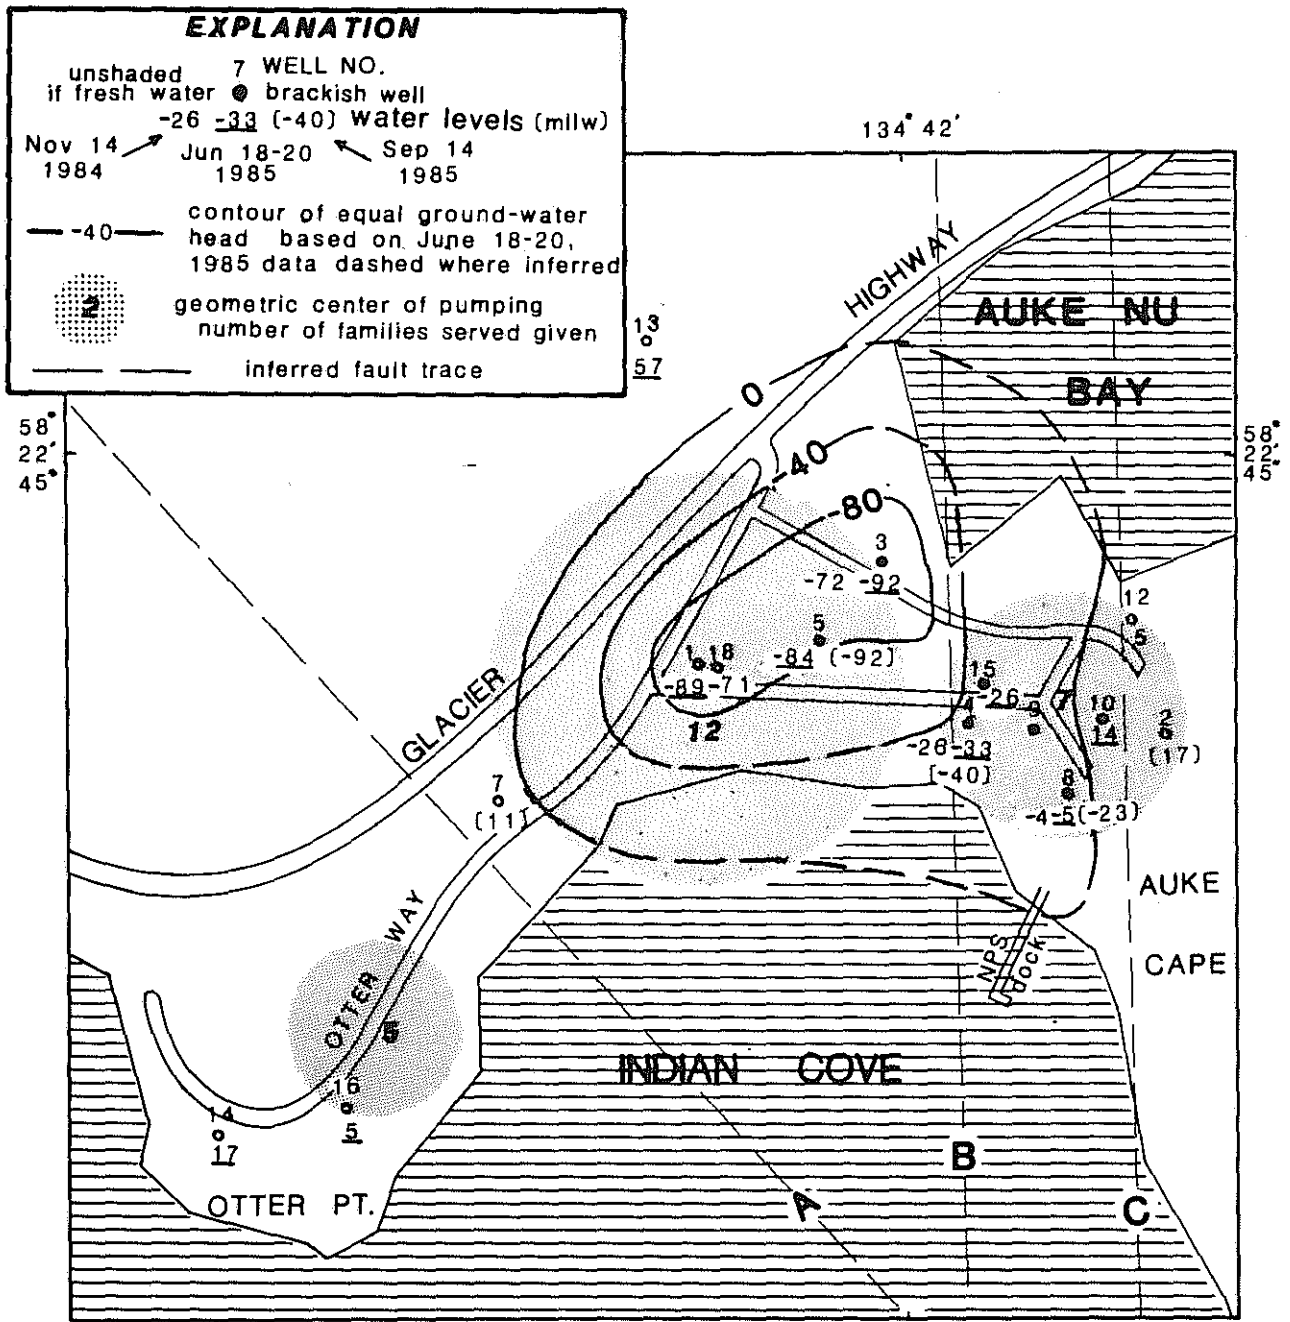 EXPLANATION
unshaded 7 WELL NO.
if fresh water brackish well
-26 -33 (-40) water levels (milw)
Nov 14 Jun 18-20 Sep 14
1984 1985 1985
-40 contour of equal ground-water
head based on June 18-20,
1985 data dashed where inferred
geometric center of pumping
number of families served given
inferred fault trace
134° 42'
HIGHWAY
AUKE NU
BAY
13
57
58°
22'
45"
58°
22'
45"
0
-40
-80
3
-72 -92
12
5
5
-84 (-92)
1 18
-89 -71
12
15
-26
4
9
7
10
14
2
(17)
-26 -33
(-40)
8
-4 -5 (-23)
GLACIER
7
(11)
AUKE
CAPE
NPS
dock
OTTER WAY
5
16
5
14
17
OTTER PT.
INDIAN COVE
A
B
C